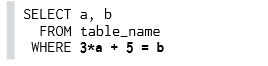 SELECT a, b
FROM table_name
WHERE 3*a + 5 = b